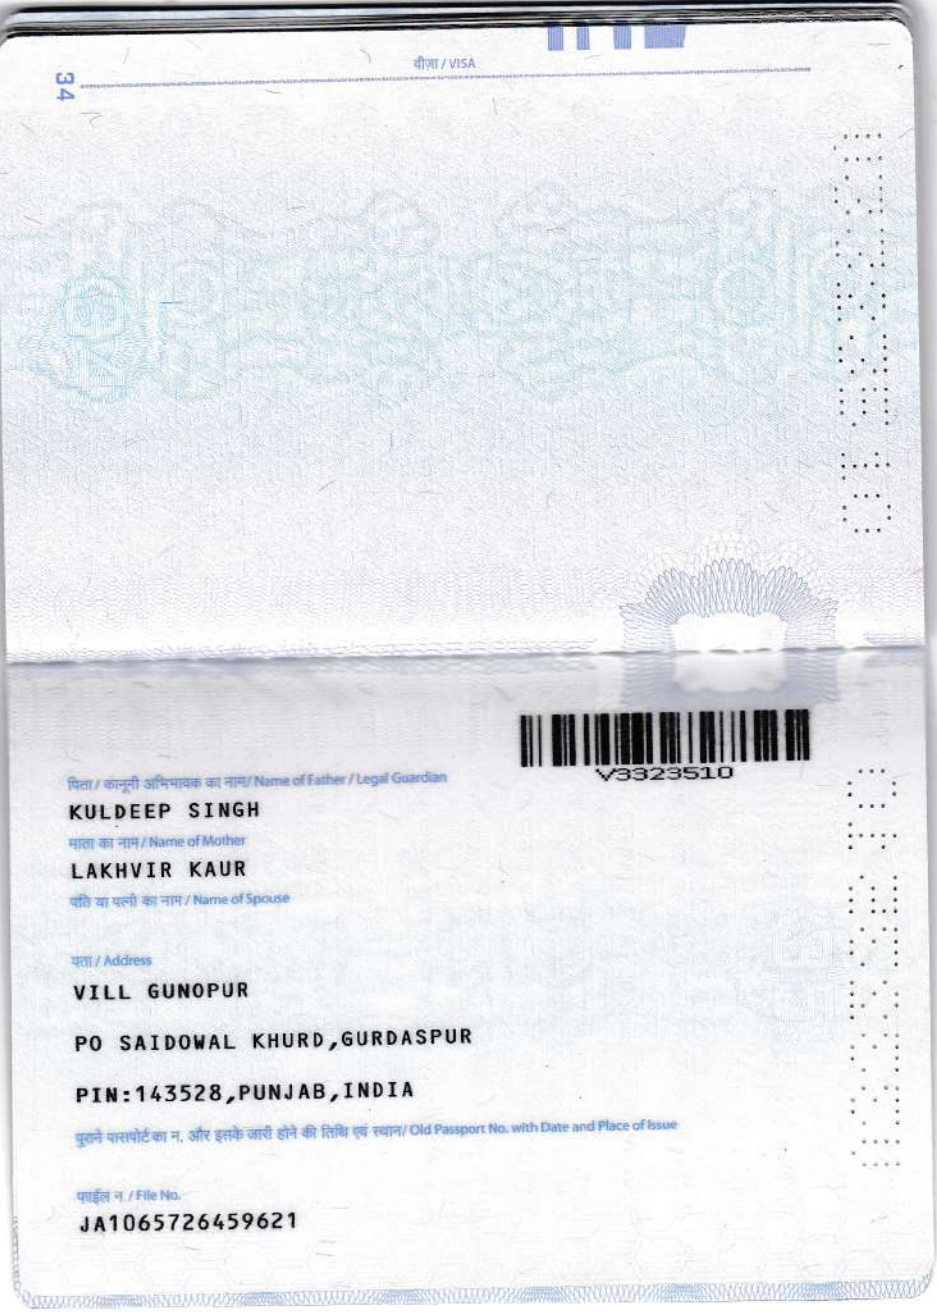 34
वीज़ा / VISA
V3323510
पिता / कानूनी अभिभावक का नाम/ Name of Father / Legal Guardian
KULDEEP SINGH
माता का नाम / Name of Mother
LAKHVIR KAUR
पति या पत्नी का नाम / Name of Spouse
पता / Address
VILL GUNOPUR
PO SAIDOWAL KHURD,GURDASPUR
PIN:143528,PUNJAB,INDIA
पुराने पासपोर्ट का न. और इसके जारी होने की तिथि एवं स्थान/ Old Passport No. with Date and Place of Issue
फाईल न. / File No.
JA1065726459621